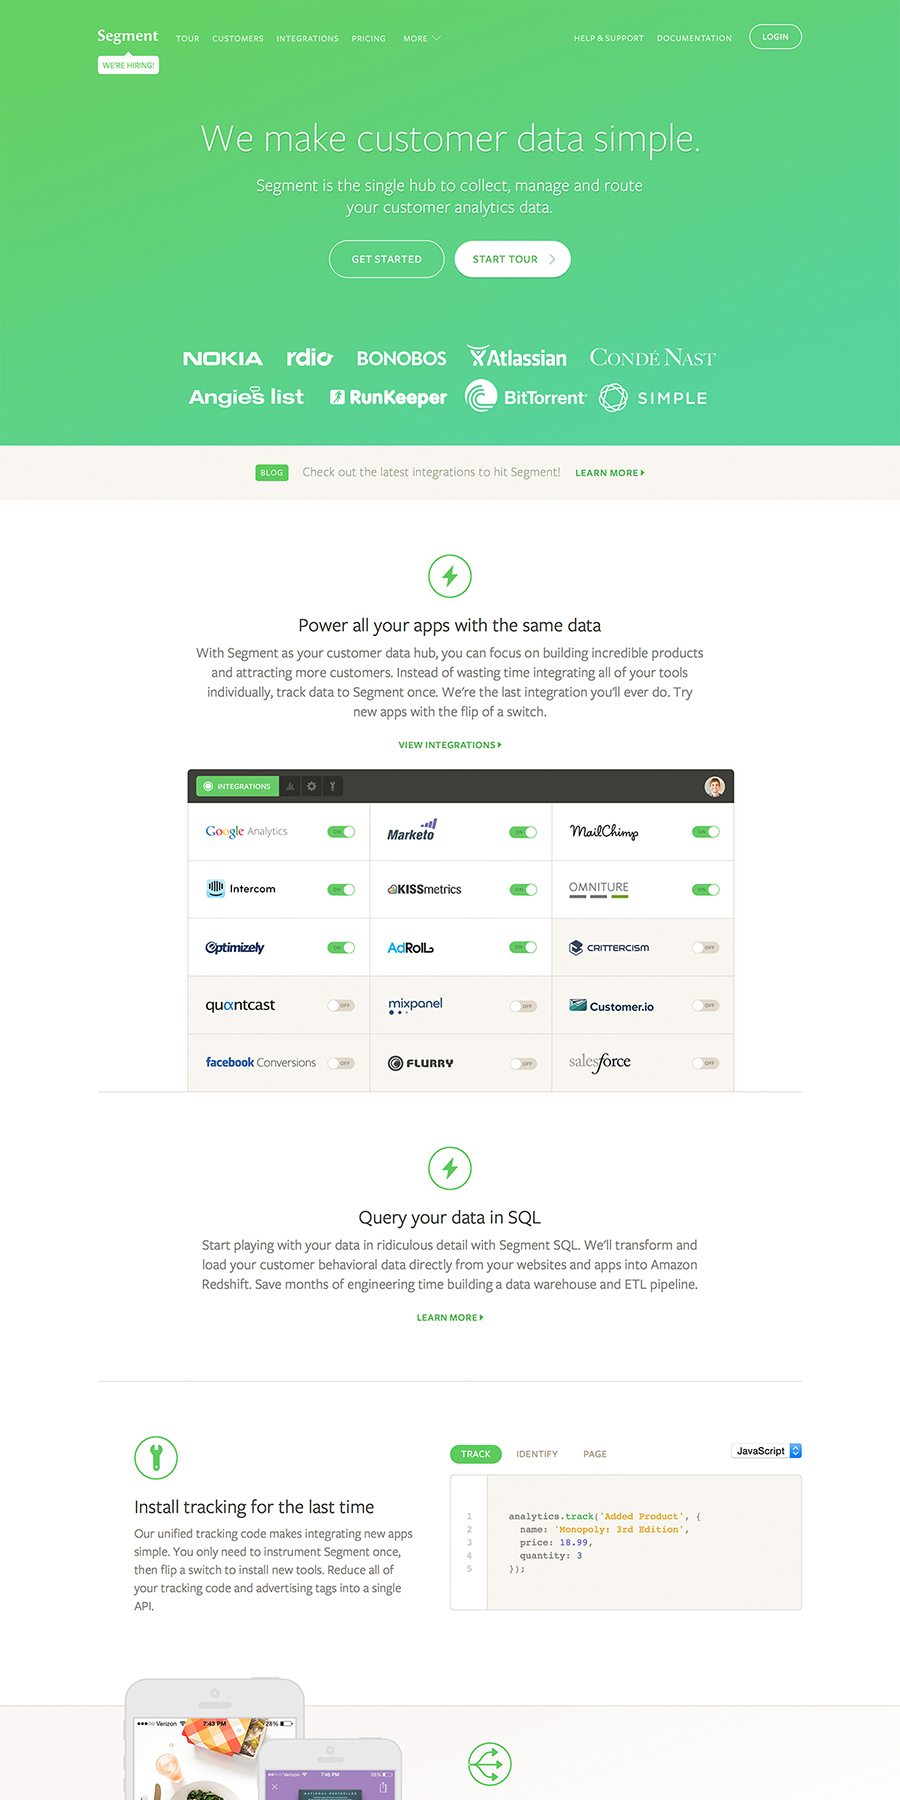 Segment
TOUR
CUSTOMERS
INTEGRATIONS
PRICING
MORE
HELP & SUPPORT
DOCUMENTATION
LOGIN
WE'RE HIRING!
We make customer data simple.
Segment is the single hub to collect, manage and route
your customer analytics data.
GET STARTED
START TOUR
NOKIA
rdio
BONOBOS
Atlassian
CONDÉ NAST
Angie's list
RunKeeper
BitTorrent
SIMPLE
BLOG
Check out the latest integrations to hit Segment!
LEARN MORE
Power all your apps with the same data
With Segment as your customer data hub, you can focus on building incredible products
and attracting more customers. Instead of wasting time integrating all of your tools
individually, track data to Segment once. We're the last integration you'll ever do. Try
new apps with the flip of a switch.
VIEW INTEGRATIONS
INTEGRATIONS
Google Analytics
ON
Marketo
ON
MailChimp
ON
Intercom
ON
KISSmetrics
ON
OMNITURE
ON
Optimizely
ON
AdRoll
ON
CRITTERCISM
OFF
quantcast
OFF
mixpanel
OFF
Customer.io
OFF
facebook Conversions
OFF
FLURRY
OFF
salesforce
OFF
Query your data in SQL
Start playing with your data in ridiculous detail with Segment SQL. We'll transform and
load your customer behavioral data directly from your websites and apps into Amazon
Redshift. Save months of engineering time building a data warehouse and ETL pipeline.
LEARN MORE
Install tracking for the last time
Our unified tracking code makes integrating new apps
simple. You only need to instrument Segment once,
then flip a switch to install new tools. Reduce all of
your tracking code and advertising tags into a single
API.
TRACK
IDENTIFY
PAGE
JavaScript
1 analytics.track('Added Product', {
2 name: 'Monopoly: 3rd Edition',
3 price: 18.99,
4 quantity: 3
5 });
Verizon
7:43 PM
28%
Verizon
7:45 PM
28%
NATIONAL BESTSELLER